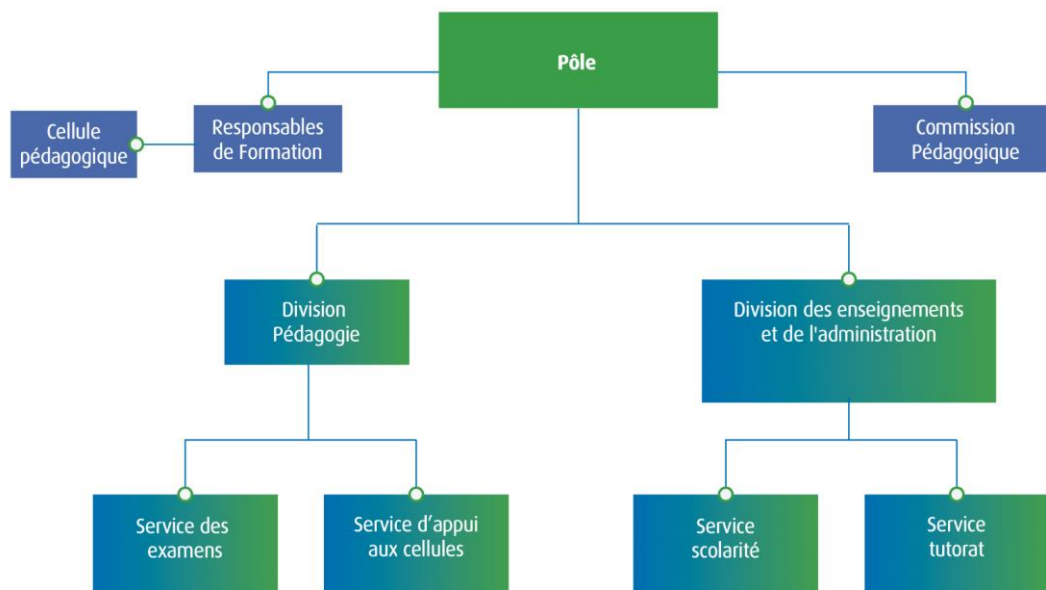 Pôle
Cellule
pédagogique
Responsables
de Formation
Commission
Pédagogique
Division
Pédagogie
Division des enseignements
et de l'administration
Service des
examens
Service d’appui
aux cellules
Service
scolarité
Service
tutorat